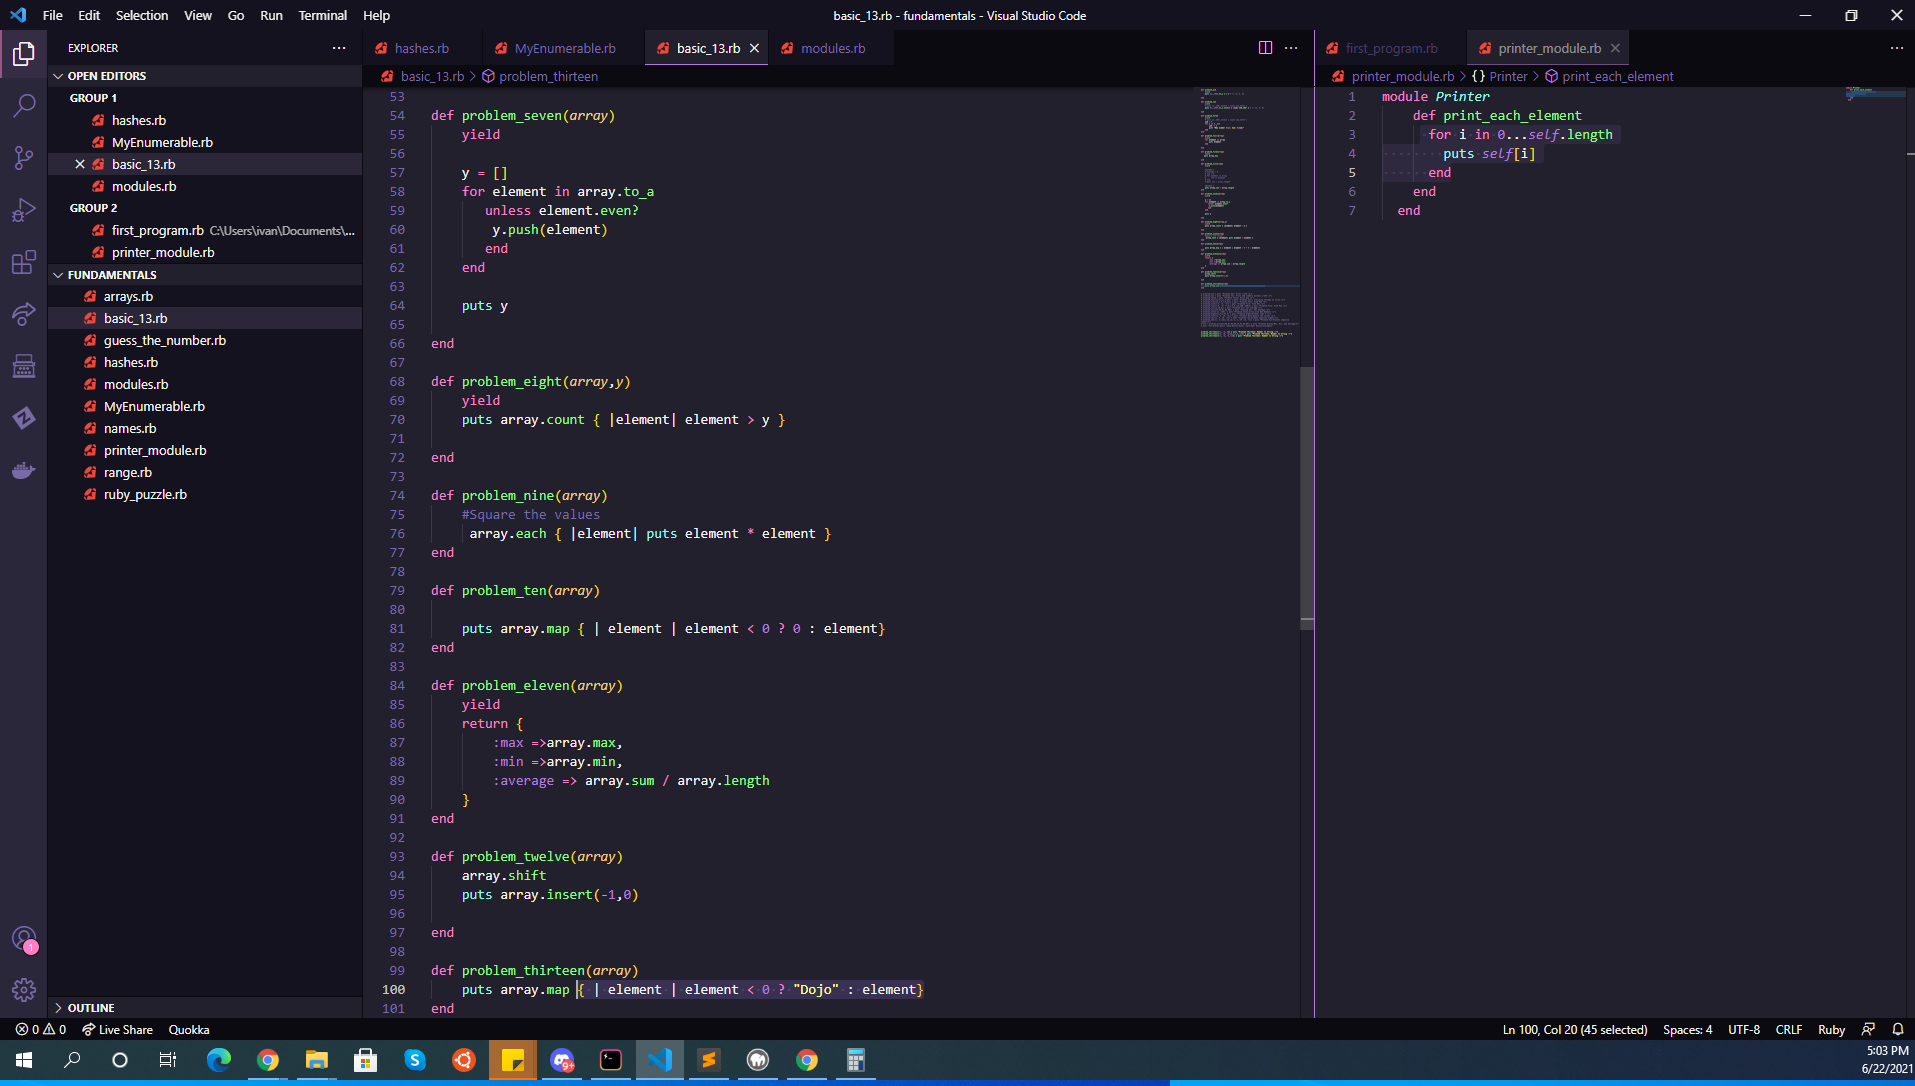 File Edit Selection View Go Run Terminal Help
basic_13.rb - fundamentals - Visual Studio Code
EXPLORER
OPEN EDITORS
GROUP 1
hashes.rb
MyEnumerable.rb
basic_13.rb
modules.rb
GROUP 2
first_program.rb C:\Users\ivan\Documents\...
printer_module.rb
FUNDAMENTALS
arrays.rb
basic_13.rb
guess_the_number.rb
hashes.rb
modules.rb
MyEnumerable.rb
names.rb
printer_module.rb
range.rb
ruby_puzzle.rb
OUTLINE
hashes.rb MyEnumerable.rb basic_13.rb modules.rb
basic_13.rb > problem_thirteen
53
54 def problem_seven(array)
55 yield
56
57 y = []
58 for element in array.to_a
59 unless element.even?
60 y.push(element)
61 end
62 end
63
64 puts y
65
66 end
67
68 def problem_eight(array,y)
69 yield
70 puts array.count { |element| element > y }
71
72 end
73
74 def problem_nine(array)
75 #Square the values
76 array.each { |element| puts element * element }
77 end
78
79 def problem_ten(array)
80
81 puts array.map { | element | element < 0 ? 0 : element}
82 end
83
84 def problem_eleven(array)
85 yield
86 return {
87 :max =>array.max,
88 :min =>array.min,
89 :average => array.sum / array.length
90 }
91 end
92
93 def problem_twelve(array)
94 array.shift
95 puts array.insert(-1,0)
96
97 end
98
99 def problem_thirteen(array)
100 puts array.map { | element | element < 0 ? "Dojo" : element}
101 end
first_program.rb printer_module.rb
printer_module.rb > {} Printer > print_each_element
1 module Printer
2 def print_each_element
3 for i in 0...self.length
4 puts self[i]
5 end
6 end
7 end
1
0 0 Live Share Quokka
Ln 100, Col 20 (45 selected) Spaces: 4 UTF-8 CRLF Ruby
9+
5:03 PM
6/22/2021